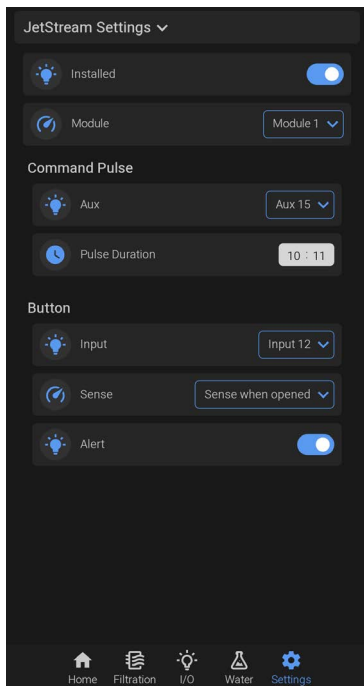 JetStream Settings
Installed
Module Module 1
Command Pulse
Aux Aux 15
Pulse Duration 10 : 11
Button
Input Input 12
Sense Sense when opened
Alert
Home Filtration I/O Water Settings